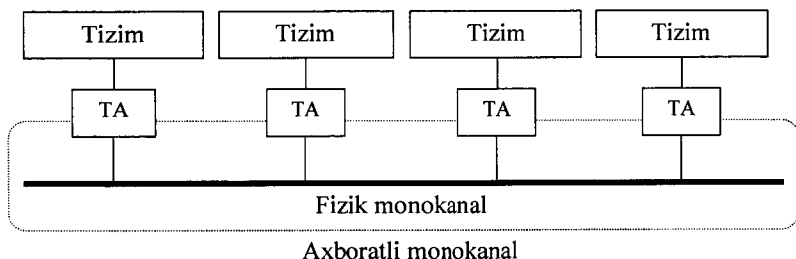 Tizim Tizim Tizim Tizim
TA TA TA TA
Fizik monokanal
Axboratli monokanal